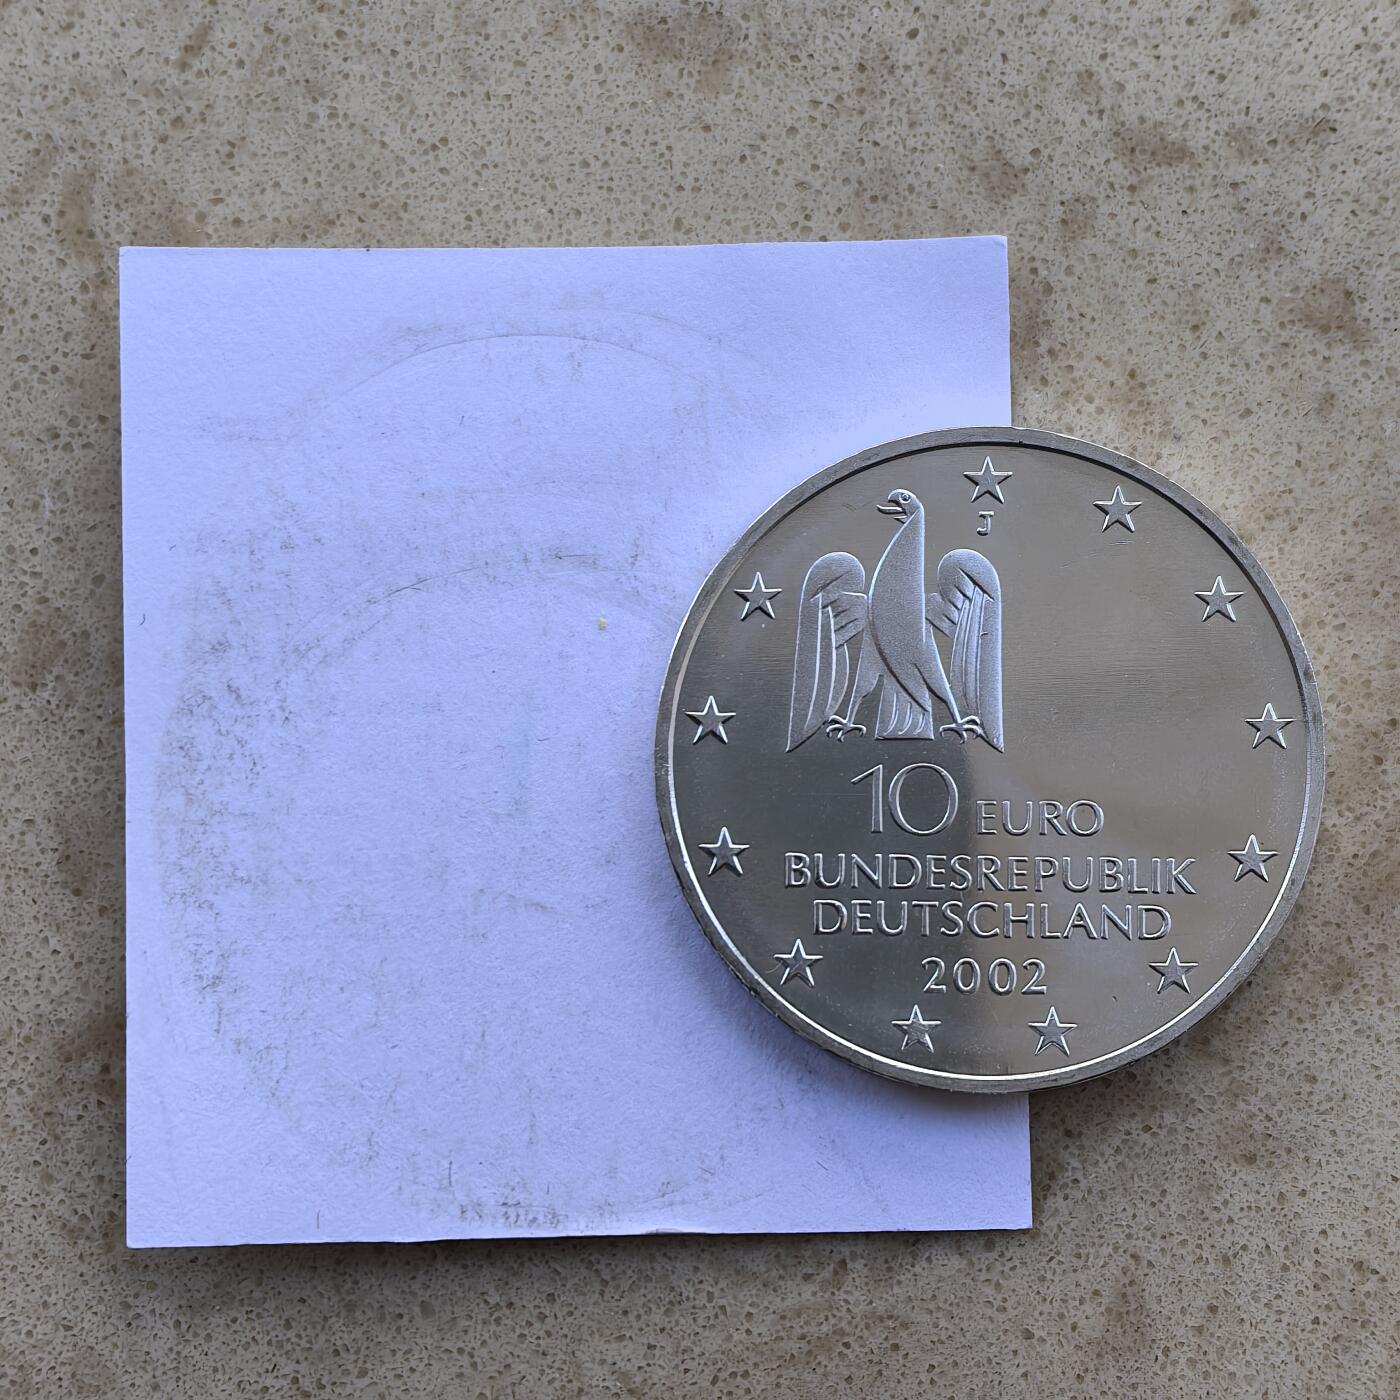 J
10 EURO
BUNDESREPUBLIK
DEUTSCHLAND
2002